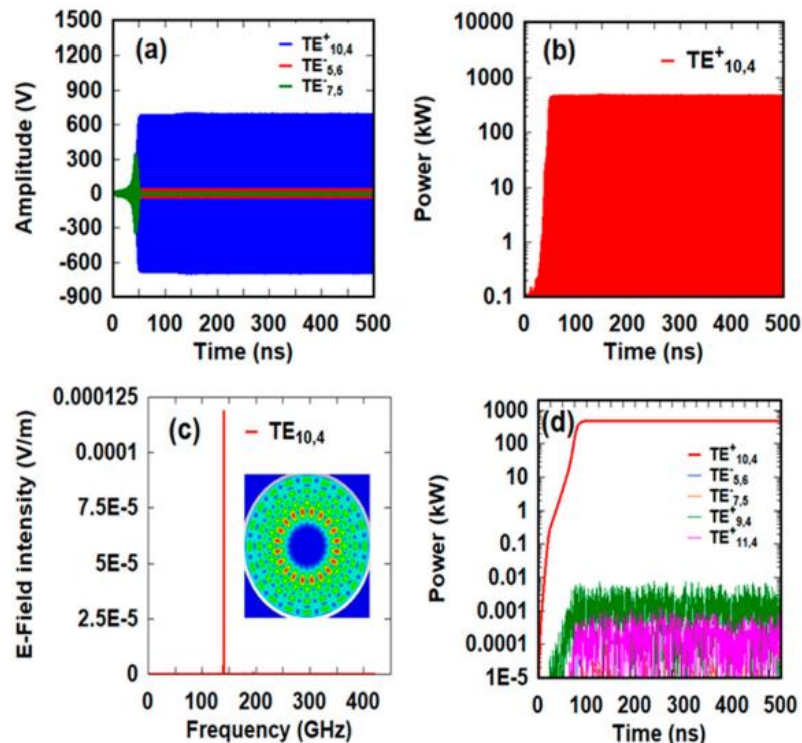 (a)
TE+10,4
TE-5,6
TE-7,5
1500
1200
900
600
300
0
-300
-600
-900
Amplitude (V)
0 100 200 300 400 500
Time (ns)
(b)
TE+10,4
10000
1000
100
10
1
0.1
Power (kW)
0 100 200 300 400 500
Time (ns)
(c)
TE10,4
0.000125
0.0001
7.5E-5
5E-5
2.5E-5
0
E-Field intensity (V/m)
0 100 200 300 400
Frequency (GHz)
(d)
TE+10,4
TE-5,6
TE-7,5
TE+9,4
TE+11,4
1000
100
10
1
0.1
0.01
0.001
0.0001
1E-5
Power (kW)
0 100 200 300 400 500
Time (ns)